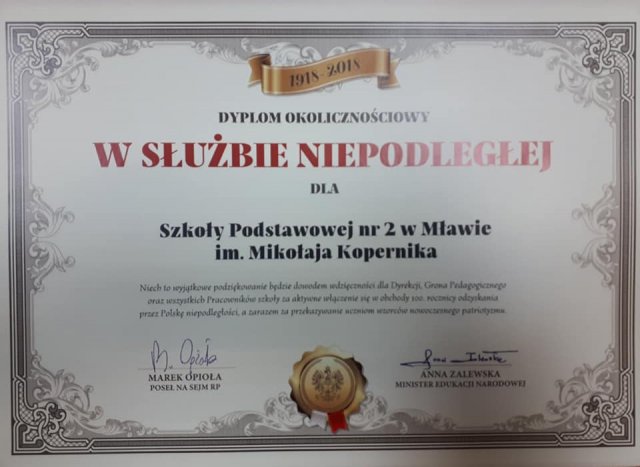 1918-2018
DYPLOM OKOLICZNOŚCIOWY
W SŁUŻBIE NIEPODLEGŁEJ
DLA
Szkoły Podstawowej nr 2 w Mławie
im. Mikołaja Kopernika
Niech to wyjątkowe podziękowanie będzie dowodem wdzięczności dla Dyrekcji, Grona Pedagogicznego
oraz wszystkich Pracowników szkoły za aktywne włączenie się w obchody 100. rocznicy odzyskania
przez Polskę niepodległości, a zarazem za przekazywanie uczniom wzorców nowoczesnego patriotyzmu.
M. Opioła
MAREK OPIOŁA
POSEŁ NA SEJM RP
Anna Zalewska
ANNA ZALEWSKA
MINISTER EDUKACJI NARODOWEJ